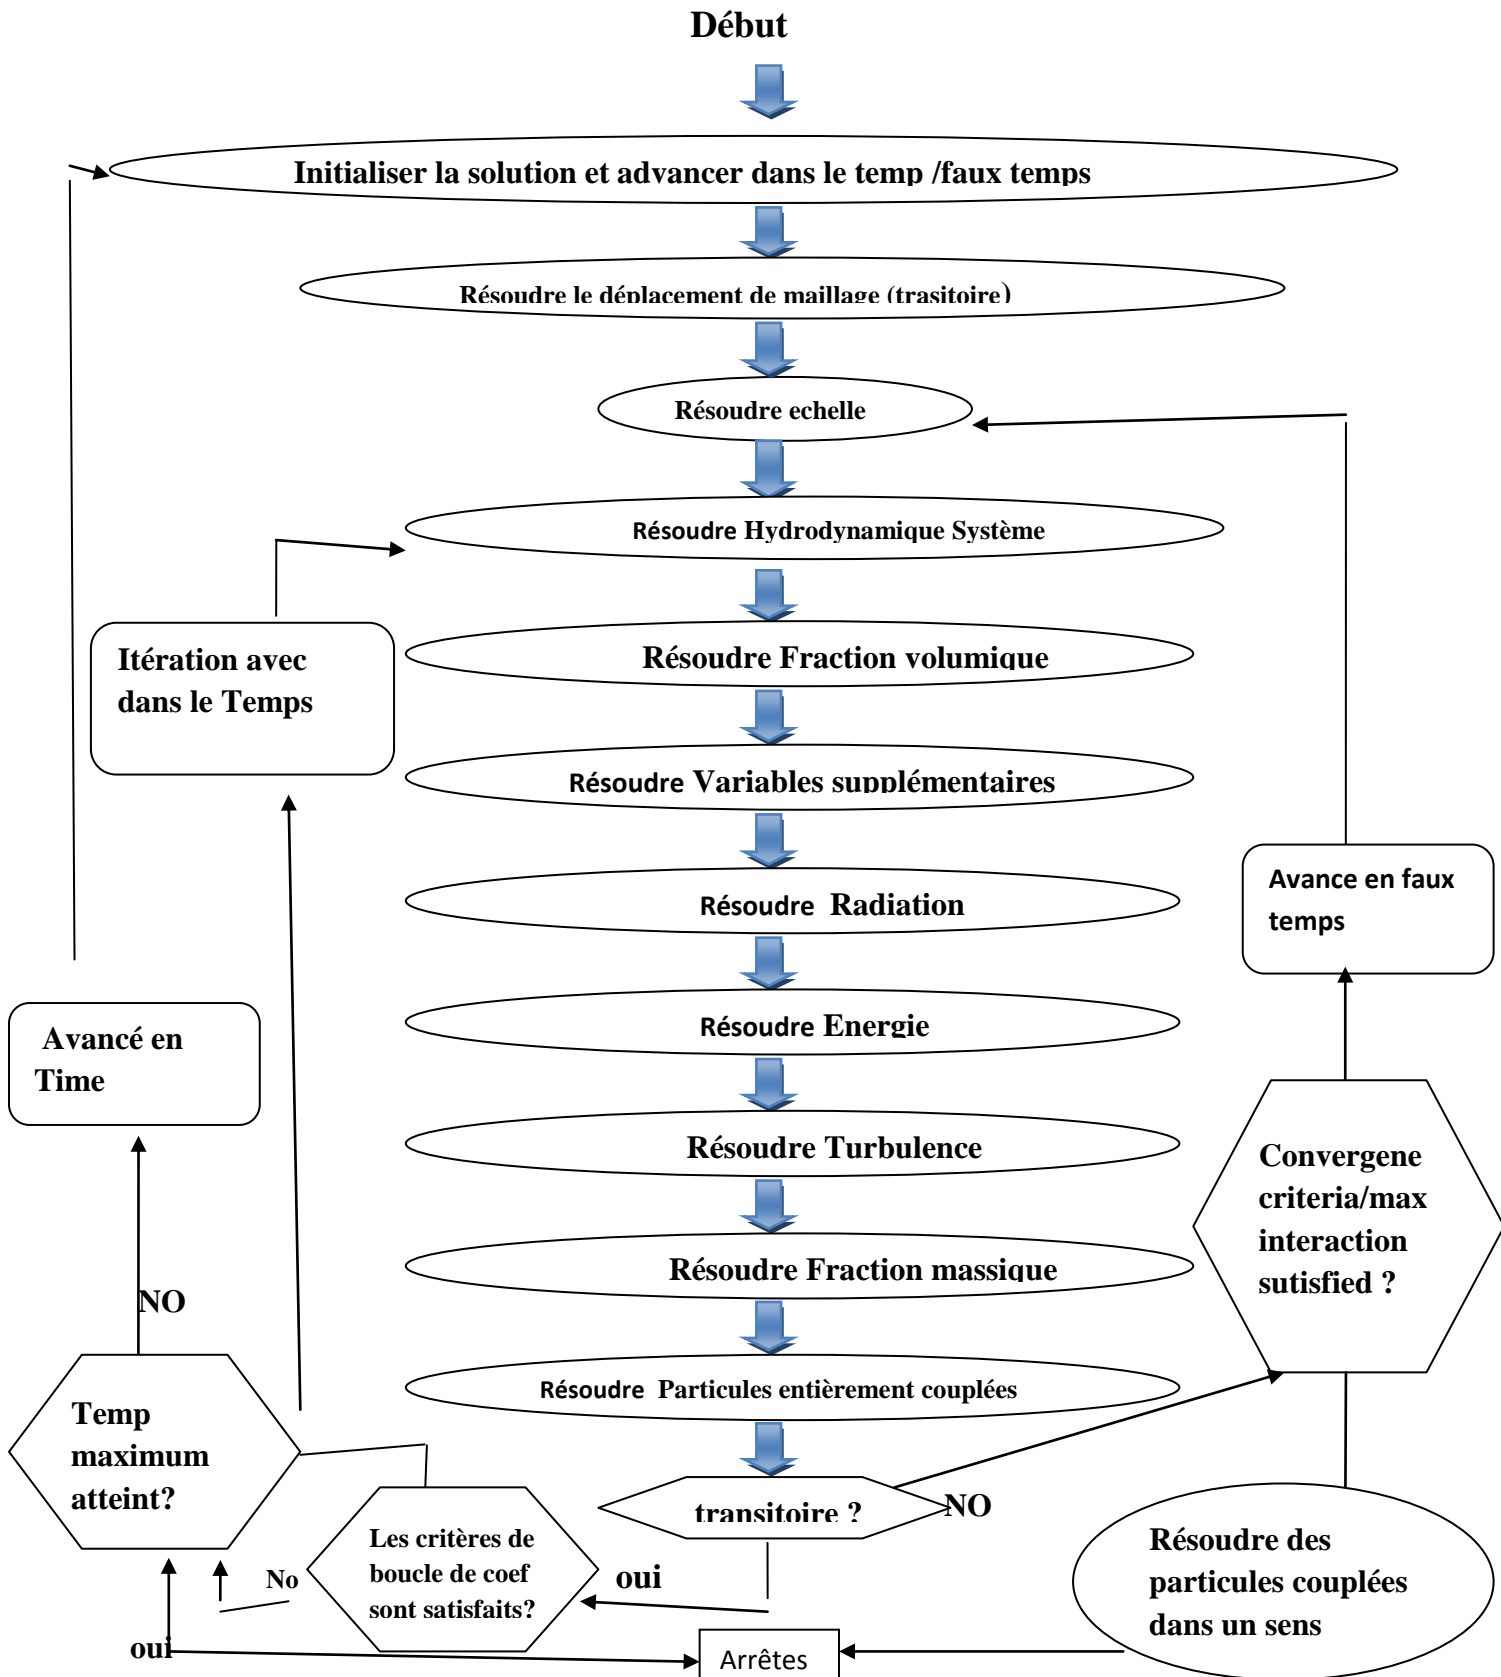 Début
Initialiser la solution et advancer dans le temp /faux temps
Résoudre le déplacement de maillage (trasitoire)
Résoudre echelle
Résoudre Hydrodynamique Système
Itération avec
dans le Temps
Résoudre Fraction volumique
Résoudre Variables supplémentaires
Résoudre Radiation
Avance en faux
temps
Résoudre Energie
Avancé en
Time
Résoudre Turbulence
Convergene
criteria/max
interaction
sutisfied ?
Résoudre Fraction massique
NO
Résoudre Particules entièrement couplées
Temp
maximum
atteint?
transitoire ?
NO
Les critères de
boucle de coef
sont satisfaits?
No
oui
Résoudre des
particules couplées
dans un sens
oui
Arrêtes